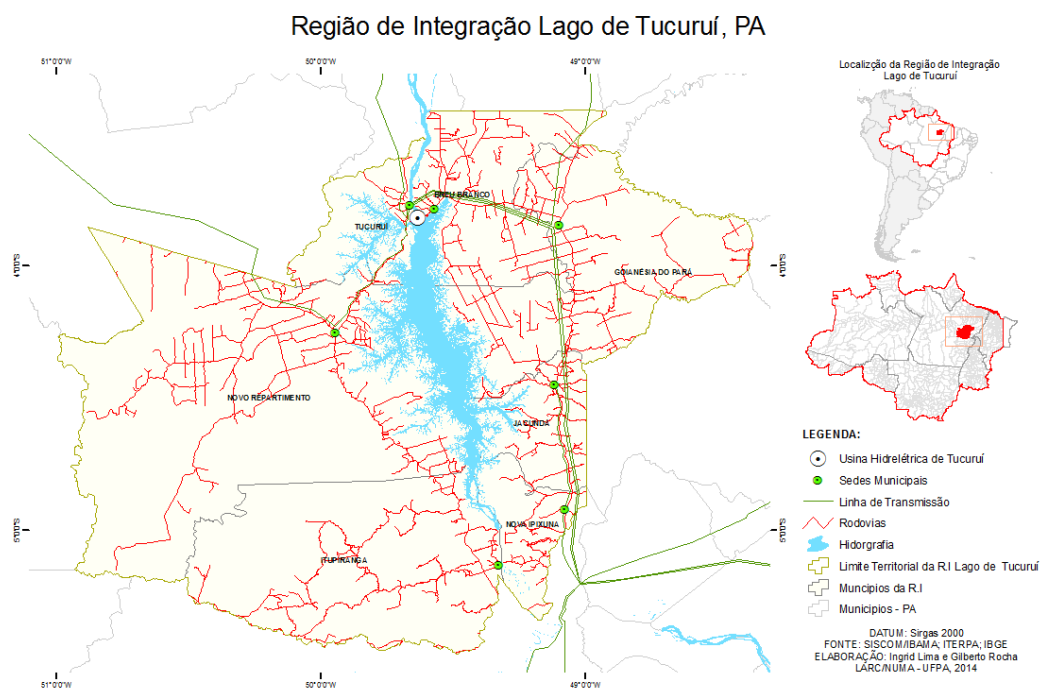 Região de Integração Lago de Tucuruí, PA
51°0'0"W
50°0'0"W
49°0'0"W
Localizção da Região de Integração
Lago de Tucuruí
BREU BRANCO
TUCURUÍ
4°0'0"S
4°0'0"S
GOIANÉSIA DO PARÁ
NOVO REPARTIMENTO
JACUNDA
LEGENDA:
Usina Hidrelétrica de Tucuruí
Sedes Municipais
Linha de Transmissão
Rodovias
Hidorgrafia
Limite Territorial da R.I Lago de Tucuruí
Muncípios da R.I
Municipios - PA
5°0'0"S
5°0'0"S
NOVA IPIXUNA
ITUPIRANGA
DATUM: Sirgas 2000
FONTE: SISCOM/IBAMA; ITERPA; IBGE
ELABORAÇÃO: Ingrid Lima e Gilberto Rocha
LARC/NUMA - UFPA, 2014
51°0'0"W
50°0'0"W
49°0'0"W